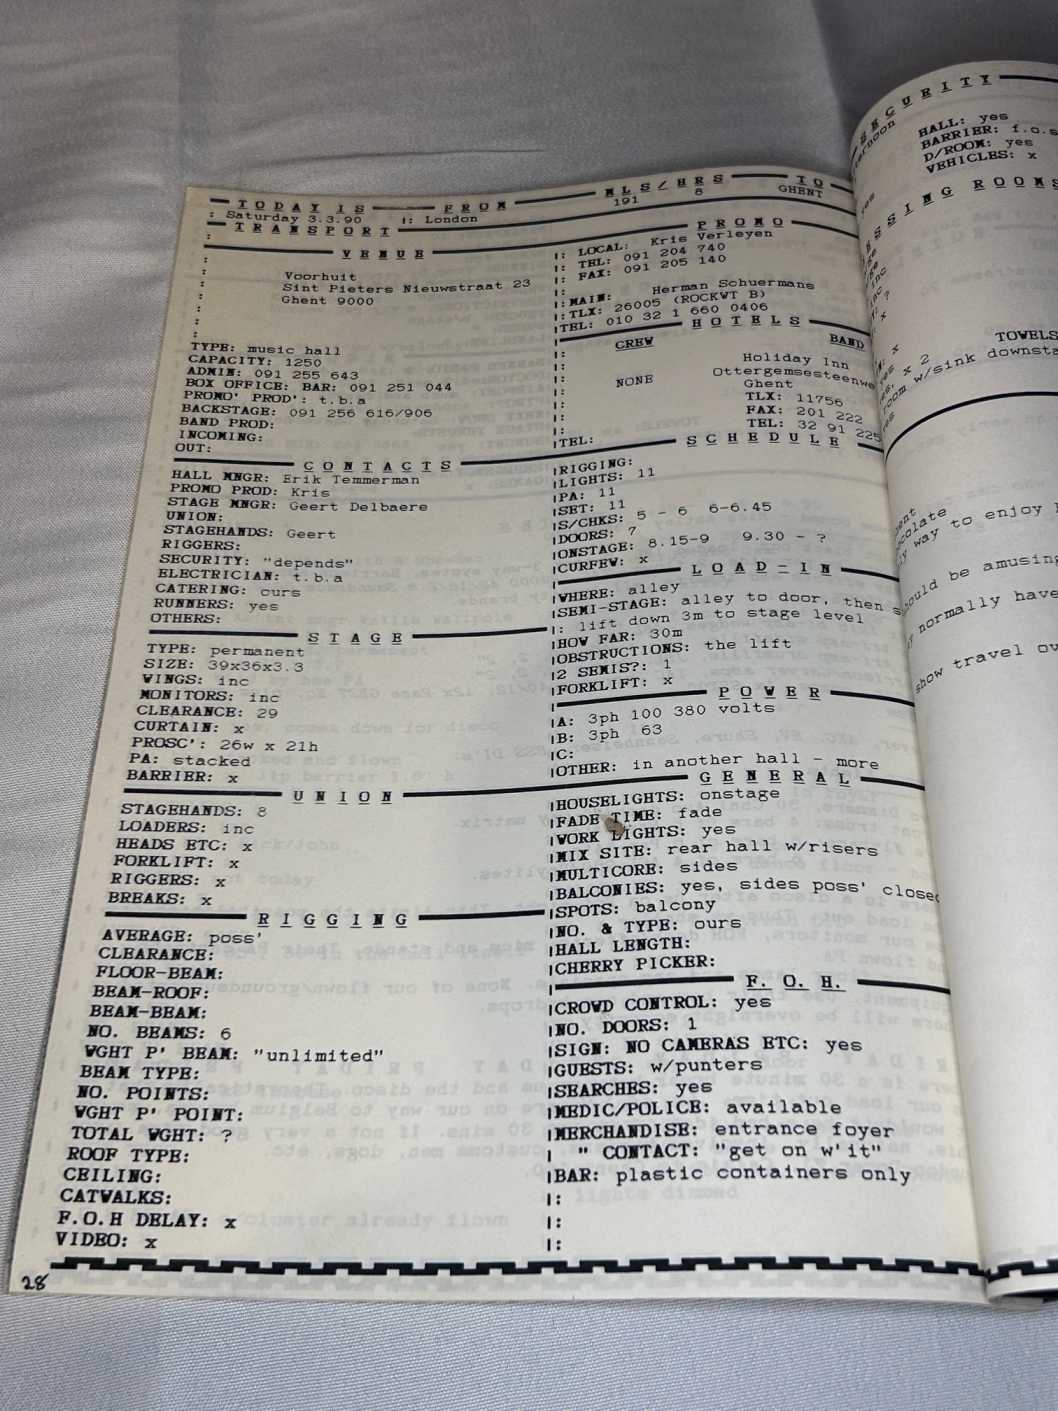 TODAY IS FROM MLS/HRS TO
: Saturday 3.3.90 |: London 191 8 GHENT
TRANSPORT
:
VENUE
:
: Voorhuit
: Sint Pieters Nieuwstraat 23
: Ghent 9000
:
:
:
TYPE: music hall
CAPACITY: 1250
ADMIN: 091 255 643
BOX OFFICE: BAR: 091 251 044
PROMO' PROD': t.b.a
BACKSTAGE: 091 256 616/906
BAND PROD:
INCOMING:
OUT:
CONTACTS
HALL MNGR: Erik Temmerman
PROMO PROD: Kris
STAGE MNGR: Geert Delbaere
UNION:
STAGEHANDS: Geert
RIGGERS:
SECURITY: "depends"
ELECTRICIAN: t.b.a
CATERING: ours
RUNNERS: yes
OTHERS:
STAGE
TYPE: permanent
SIZE: 39x36x3.3
WINGS: inc
MONITORS: inc
CLEARANCE: 29
CURTAIN: x
PROSC': 26w x 21h
PA: stacked
BARRIER: x
UNION
STAGEHANDS: 8
LOADERS: inc
HEADS ETC: x
FORKLIFT: x
RIGGERS: x
BREAKS: x
RIGGING
AVERAGE: poss'
CLEARANCE:
FLOOR-BEAM:
BEAM-ROOF:
BEAM-BEAM:
NO. BEAMS: 6
WGHT P' BEAM: "unlimited"
BEAM TYPE:
NO. POINTS:
WGHT P' POINT:
TOTAL WGHT: ?
ROOF TYPE:
CEILING:
CATWALKS:
F.O.H DELAY: x
VIDEO: x
28
PROMO
|: LOCAL: Kris Verleyen
|: TEL: 091 204 740
|: FAX: 091 205 140
|:
|: MAIN: Herman Schuermans
|: TLX: 26005 (ROCKWT B)
|TEL: 010 32 1 660 0406
HOTELS
|: CREW BAND
|: Holiday Inn
|: Ottergemsesteenwe
|: NONE Ghent
|: TLX: 11756
|: FAX: 201 222
|: TEL: 32 91 225
|TEL:
SCHEDULE
|RIGGING:
|LIGHTS: 11
|PA: 11
|SET: 11
|S/CHKS: 5 - 6 6-6.45
|DOORS: 7
|ONSTAGE: 8.15-9 9.30 - ?
|CURFEW: x
LOAD-IN
|WHERE: alley
|SEMI-STAGE: alley to door, then s
|: lift down 3m to stage level
|HOW FAR: 30m
|OBSTRUCTIONS: the lift
|2 SEMIS?: 1
|FORKLIFT: x
POWER
|A: 3ph 100 380 volts
|B: 3ph 63
|C:
|OTHER: in another hall - more
GENERAL
|HOUSELIGHTS: onstage
|FADE TIME: fade
|WORK LIGHTS: yes
|MIX SITE: rear hall w/risers
|MULTICORE: sides
|BALCONIES: yes, sides poss' closed
|SPOTS: balcony
|NO. & TYPE: ours
|HALL LENGTH:
|CHERRY PICKER:
F.O.H.
|CROWD CONTROL: yes
|NO. DOORS: 1
|SIGN: NO CAMERAS ETC: yes
|GUESTS: w/punters
|SEARCHES: yes
|MEDIC/POLICE: available
|MERCHANDISE: entrance foyer
| " CONTACT: "get on w'it"
|BAR: plastic containers only
|:
|:
|:
SECURITY
HALL: yes
BARRIER: f.o.s
D/ROOM: yes
VEHICLES: x
SSING ROOMS
inc
inc
: ?
: x
: x TOWELS
yes, x 2
room w/sink downsta
ocolate
ly way to enjoy
ould be amusing
normally have
show travel ov